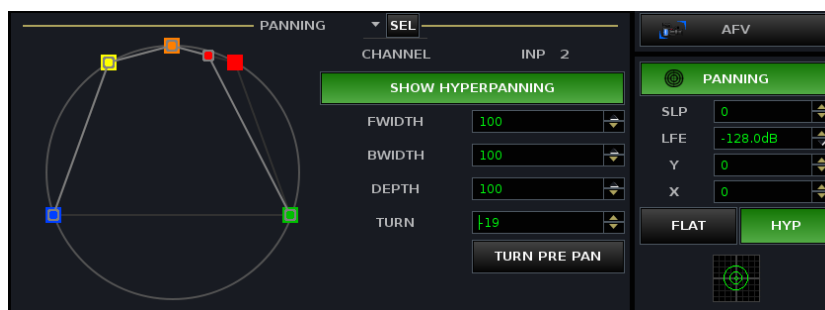 PANNING SEL
CHANNEL INP 2
SHOW HYPERPANNING
FWIDTH 100
BWIDTH 100
DEPTH 100
TURN -19
TURN PRE PAN
AFV
PANNING
SLP 0
LFE -128.0dB
Y 0
X 0
FLAT HYP